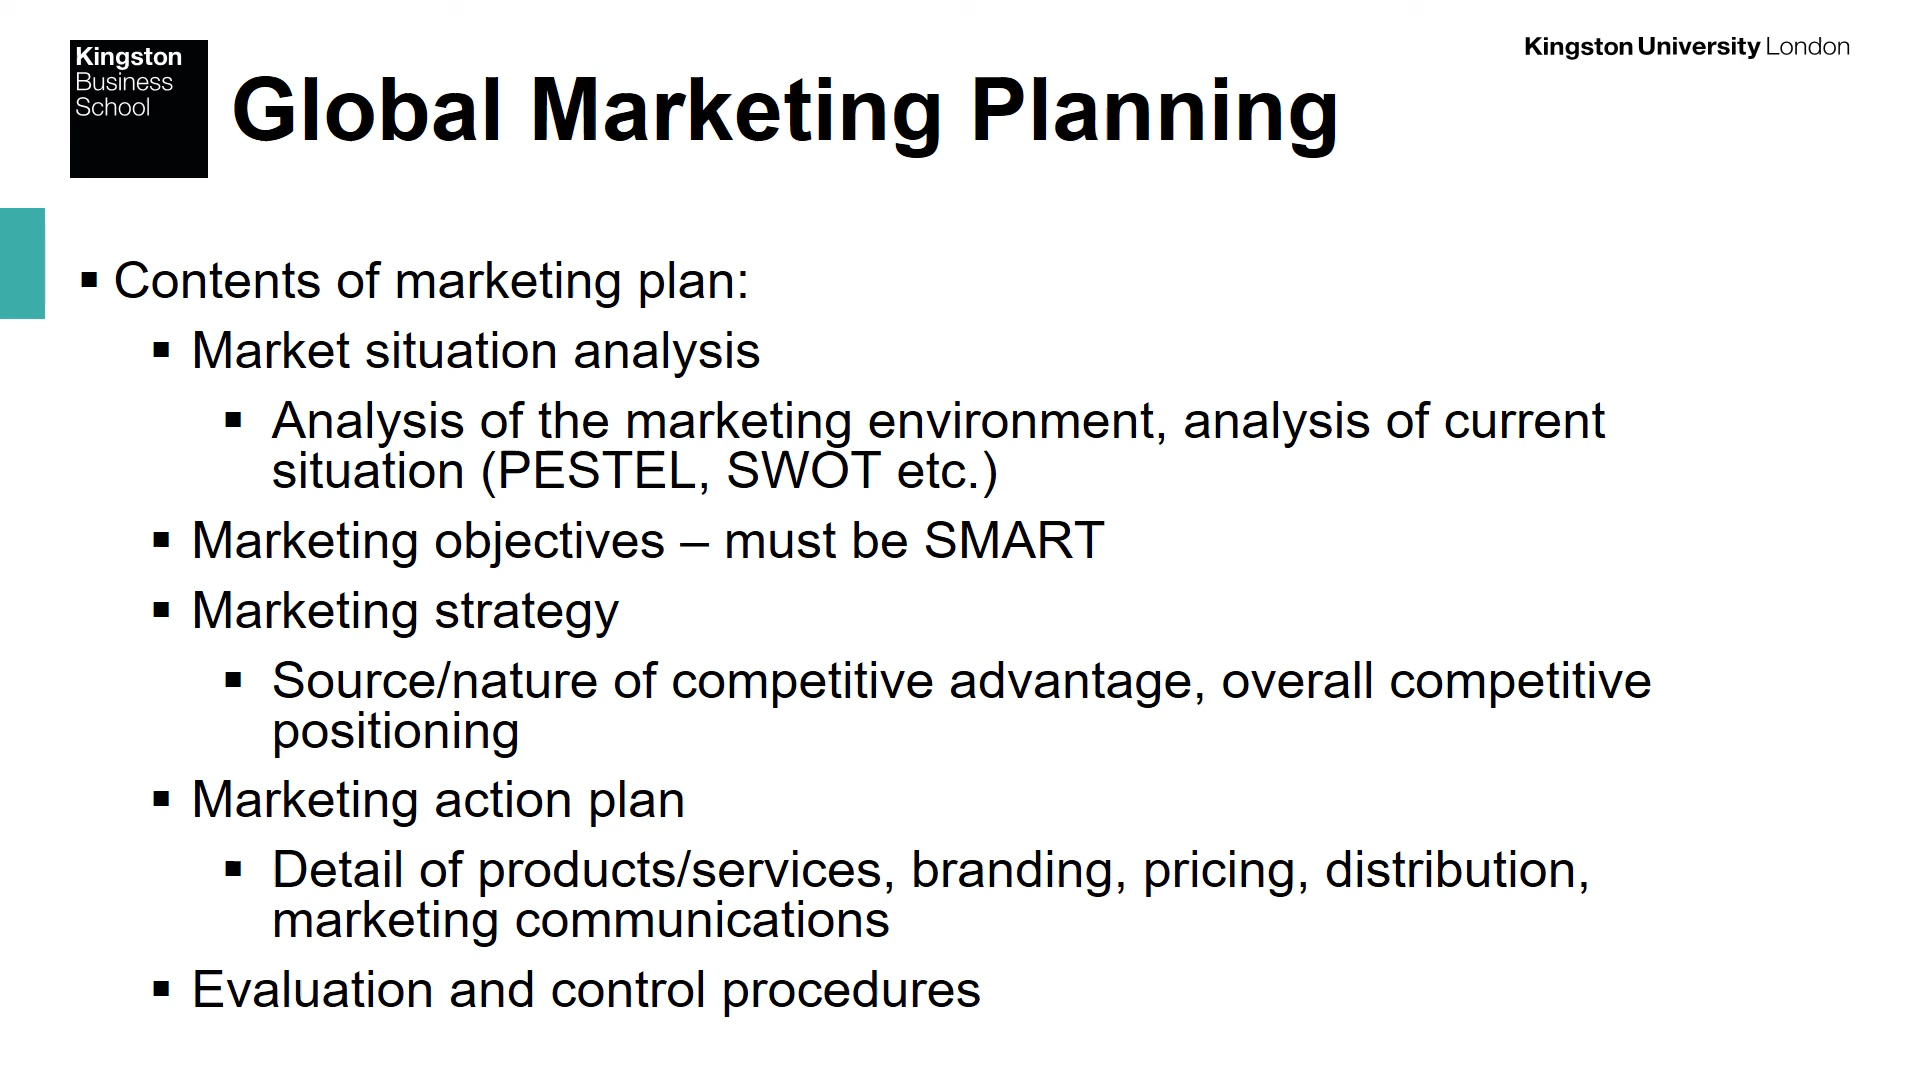 Kingston
Business
School
Kingston University London
Global Marketing Planning
▪ Contents of marketing plan:
▪ Market situation analysis
▪ Analysis of the marketing environment, analysis of current
situation (PESTEL, SWOT etc.)
▪ Marketing objectives – must be SMART
▪ Marketing strategy
▪ Source/nature of competitive advantage, overall competitive
positioning
▪ Marketing action plan
▪ Detail of products/services, branding, pricing, distribution,
marketing communications
▪ Evaluation and control procedures